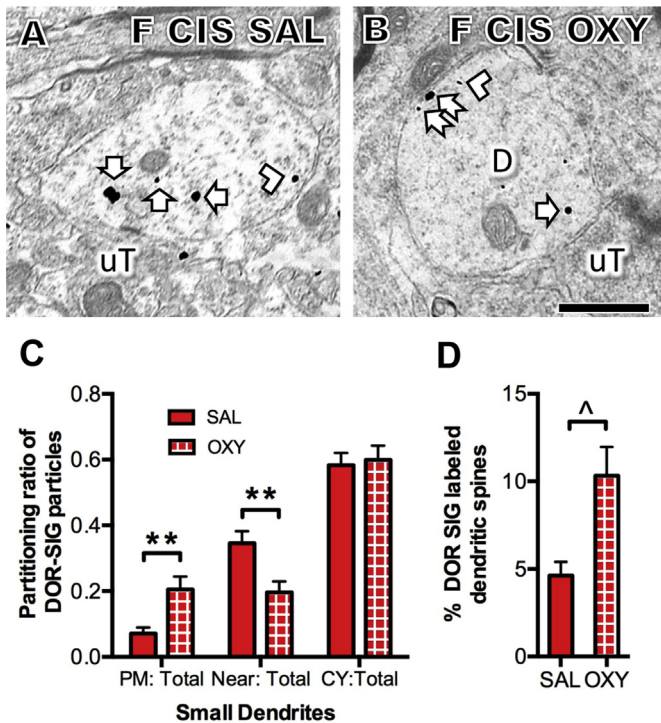 A F CIS SAL
uT
B F CIS OXY
D
uT
C
Partitioning ratio of
DOR-SIG particles
0.8
0.6
0.4
0.2
0.0
SAL
OXY
**
**
PM: Total Near: Total CY:Total
Small Dendrites
D
% DOR SIG labeled
dendritic spines
15
10
5
0
^
SAL OXY